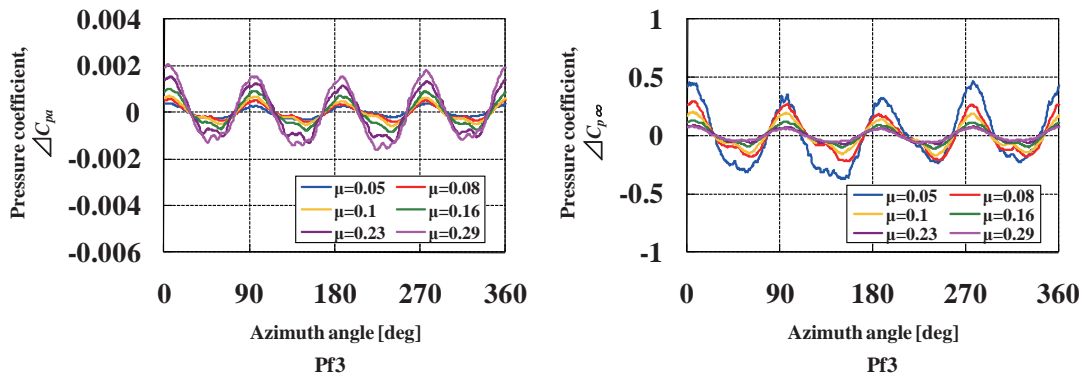 Pressure coefficient,
⊿Cpa
0.004
0.002
0
-0.002
-0.004
-0.006
μ=0.05 μ=0.08
μ=0.1 μ=0.16
μ=0.23 μ=0.29
0 90 180 270 360
Azimuth angle [deg]
Pf3
Pressure coefficient,
⊿Cp∞
1
0.5
0
-0.5
-1
μ=0.05 μ=0.08
μ=0.1 μ=0.16
μ=0.23 μ=0.29
0 90 180 270 360
Azimuth angle [deg]
Pf3